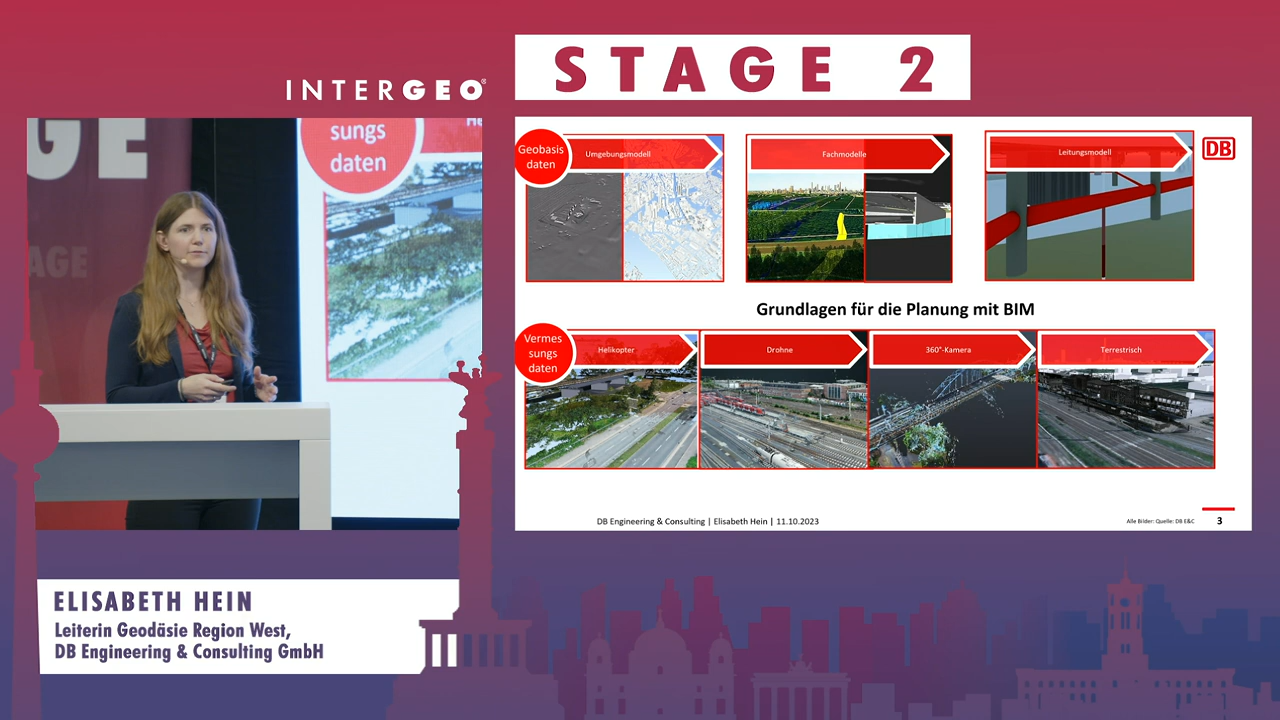 STAGE 2
INTERGEO®
GE
AGE
sungs
daten
Geobasis
daten
Umgebungsmodell
Fachmodelle
Leitungsmodell
DB
Grundlagen für die Planung mit BIM
Vermes
sungs
daten
Helikopter
Drohne
360°-Kamera
Terrestrisch
DB Engineering & Consulting | Elisabeth Hein | 11.10.2023
Alle Bilder: Quelle: DB E&C
3
ELISABETH HEIN
Leiterin Geodäsie Region West,
DB Engineering & Consulting GmbH